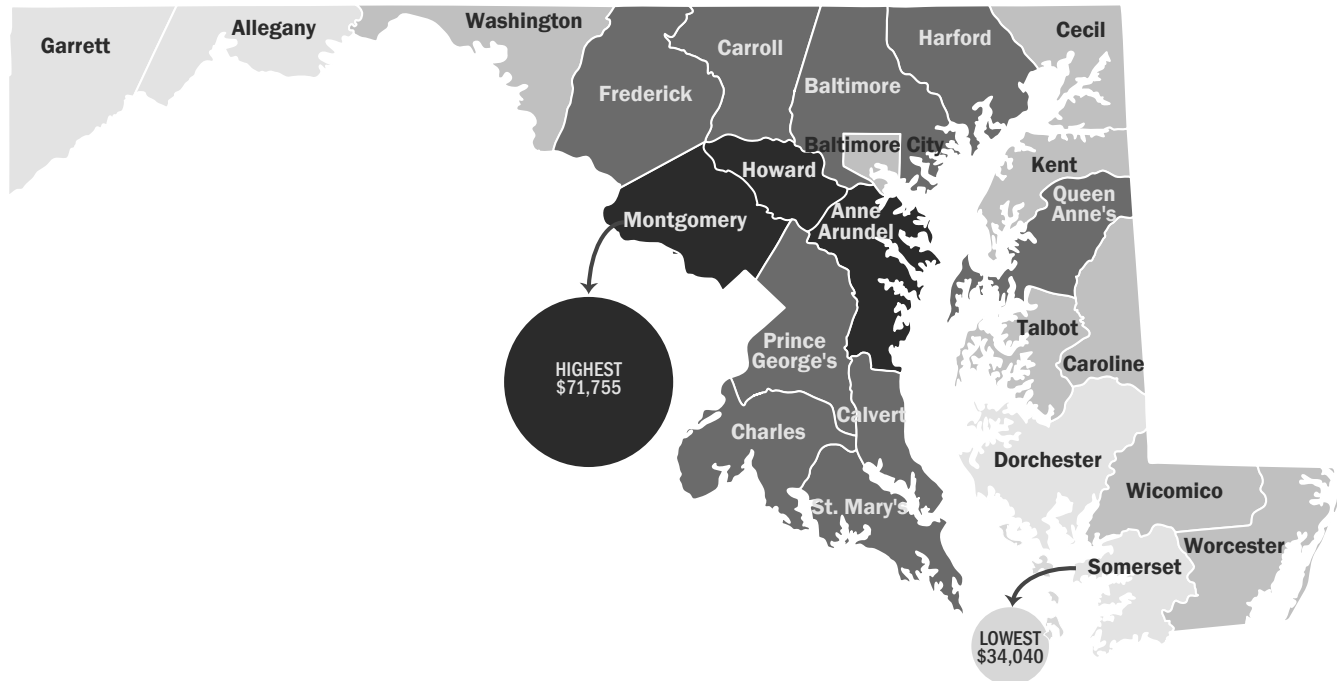 Garrett
Allegany
Washington
Frederick
Carroll
Baltimore
Harford
Cecil
Baltimore City
Howard
Kent
Queen
Anne's
Montgomery
Anne
Arundel
Talbot
Caroline
Prince
George's
HIGHEST
$71,755
Calvert
Charles
Dorchester
Wicomico
St. Mary's
Worcester
Somerset
LOWEST
$34,040